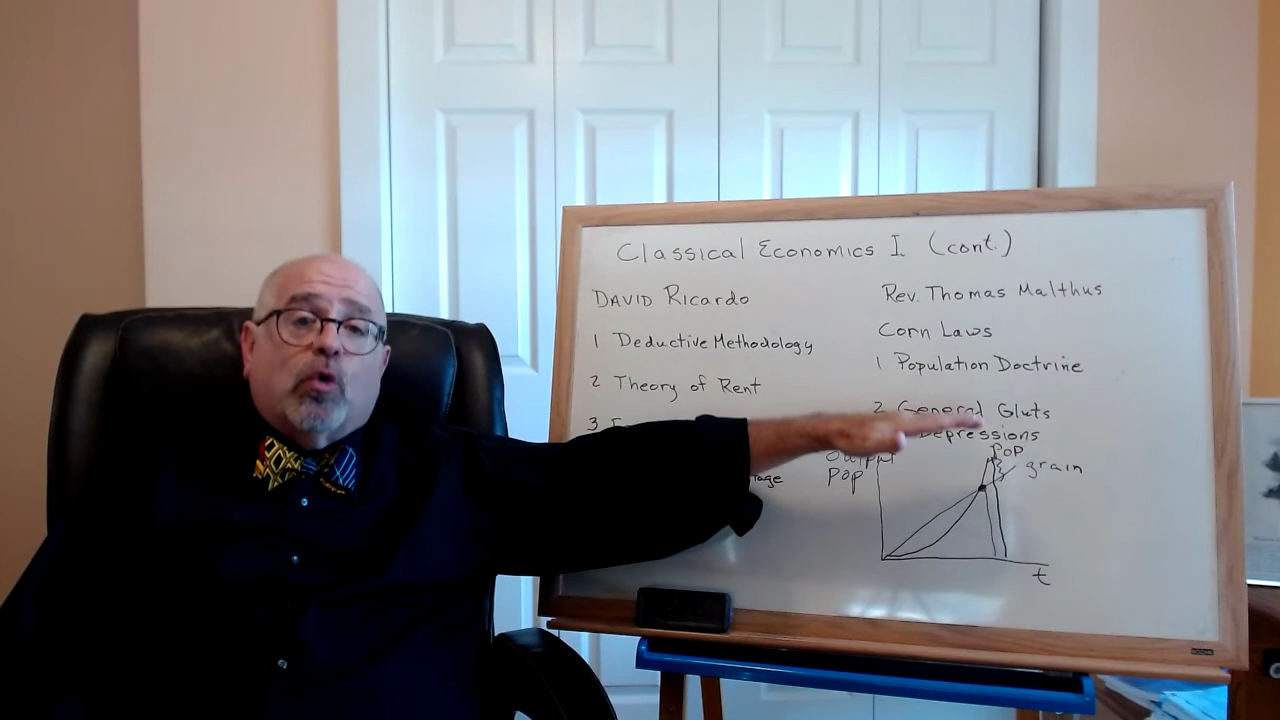 Classical Economics I (cont.)
DAVID Ricardo
1 Deductive Methodology
2 Theory of Rent
3
Rev. Thomas Malthus
Corn Laws
1 Population Doctrine
2 General Gluts
Depressions
Output
Pop
POP
grain
t